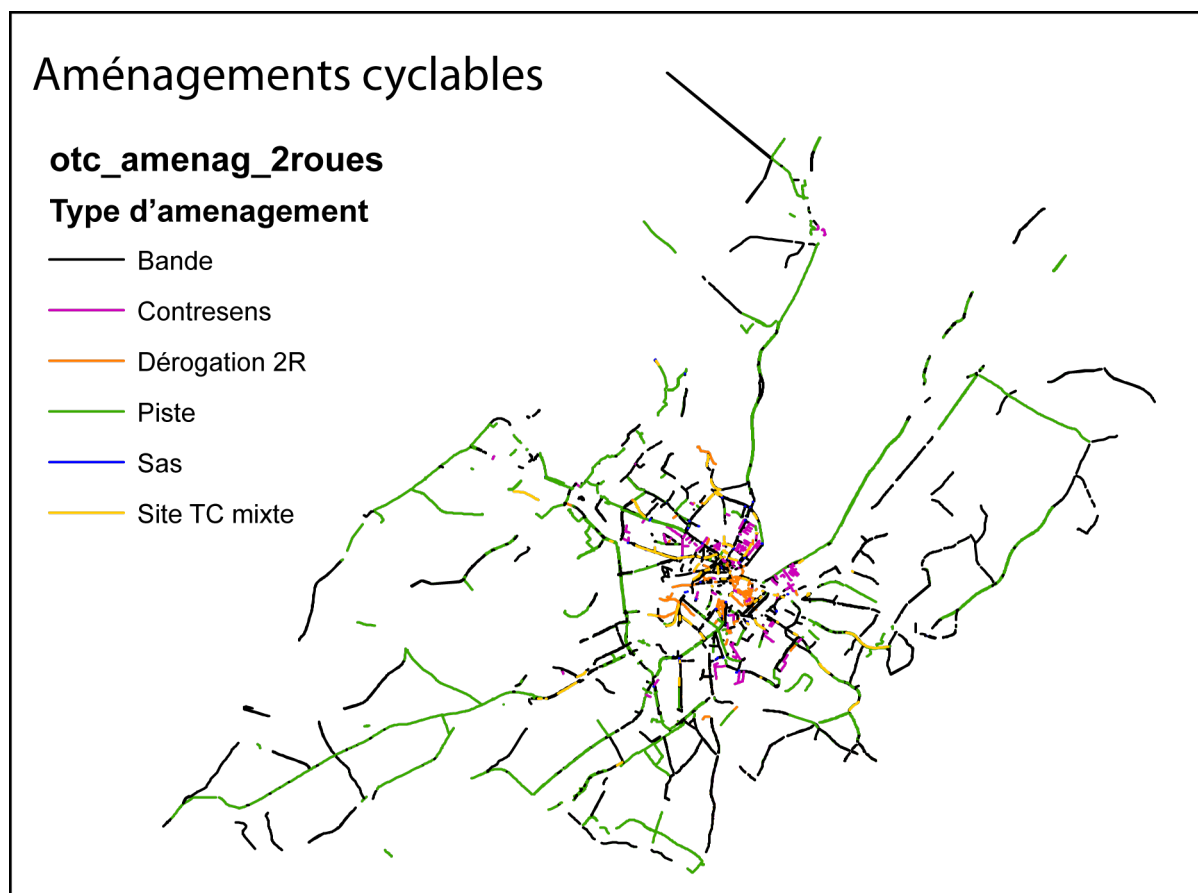 Aménagements cyclables
otc_amenag_2roues
Type d’amenagement
Bande
Contresens
Dérogation 2R
Piste
Sas
Site TC mixte